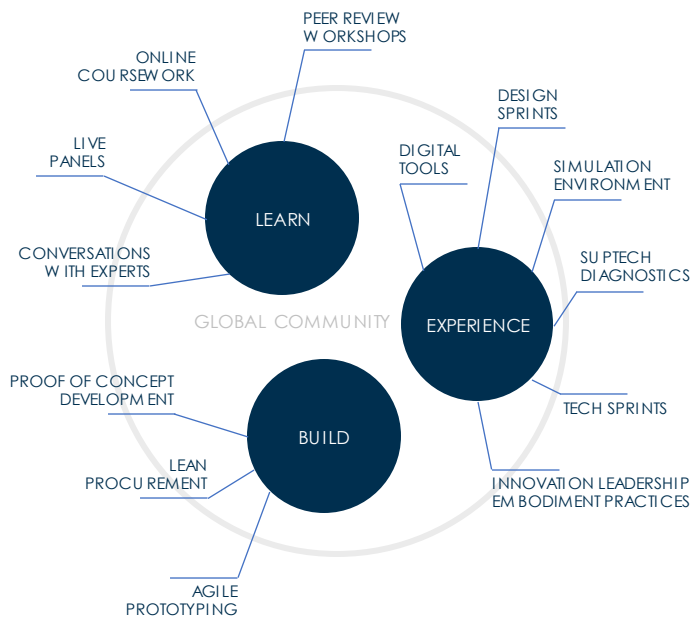 PEER REVIEW
WORKSHOPS
ONLINE
COURSEWORK
LIVE
PANELS
CONVERSATIONS
WITH EXPERTS
LEARN
DIGITAL
TOOLS
DESIGN
SPRINTS
SIMULATION
ENVIRONMENT
SUPTECH
DIAGNOSTICS
EXPERIENCE
TECH SPRINTS
INNOVATION LEADERSHIP
EMBODIMENT PRACTICES
GLOBAL COMMUNITY
PROOF OF CONCEPT
DEVELOPMENT
LEAN
PROCUREMENT
BUILD
AGILE
PROTOTYPING